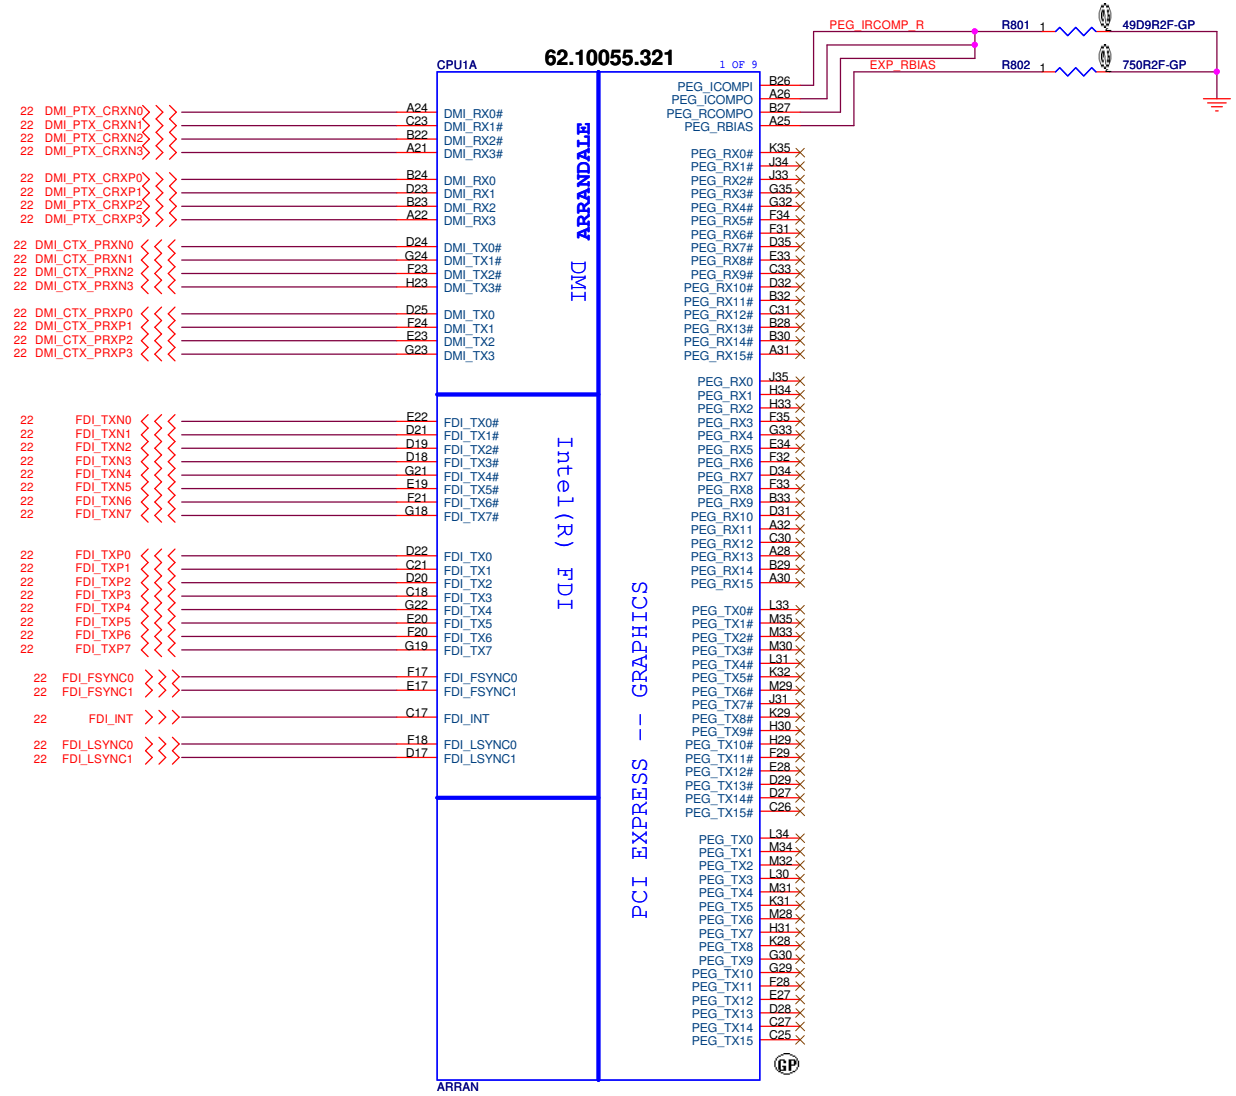 62.10055.321
CPU1A
1 OF 9
ARRANDALE
DMI
Intel(R) FDI
PCI EXPRESS -- GRAPHICS
PEG_IRCOMP_R
R801 1 2 49D9R2F-GP
EXP_RBIAS
R802 1 2 750R2F-GP
PEG_ICOMPI B26
PEG_ICOMPO A26
PEG_RCOMPO B27
PEG_RBIAS A25
22 DMI_PTX_CRXN0 A24 DMI_RX0#
22 DMI_PTX_CRXN1 C23 DMI_RX1#
22 DMI_PTX_CRXN2 B22 DMI_RX2#
22 DMI_PTX_CRXN3 A21 DMI_RX3#
22 DMI_PTX_CRXP0 B24 DMI_RX0
22 DMI_PTX_CRXP1 D23 DMI_RX1
22 DMI_PTX_CRXP2 B23 DMI_RX2
22 DMI_PTX_CRXP3 A22 DMI_RX3
22 DMI_CTX_PRXN0 D24 DMI_TX0#
22 DMI_CTX_PRXN1 G24 DMI_TX1#
22 DMI_CTX_PRXN2 F23 DMI_TX2#
22 DMI_CTX_PRXN3 H23 DMI_TX3#
22 DMI_CTX_PRXP0 D25 DMI_TX0
22 DMI_CTX_PRXP1 F24 DMI_TX1
22 DMI_CTX_PRXP2 E23 DMI_TX2
22 DMI_CTX_PRXP3 G23 DMI_TX3
22 FDI_TXN0 E22 FDI_TX0#
22 FDI_TXN1 D21 FDI_TX1#
22 FDI_TXN2 D19 FDI_TX2#
22 FDI_TXN3 D18 FDI_TX3#
22 FDI_TXN4 G21 FDI_TX4#
22 FDI_TXN5 E19 FDI_TX5#
22 FDI_TXN6 F21 FDI_TX6#
22 FDI_TXN7 G18 FDI_TX7#
22 FDI_TXP0 D22 FDI_TX0
22 FDI_TXP1 C21 FDI_TX1
22 FDI_TXP2 D20 FDI_TX2
22 FDI_TXP3 C18 FDI_TX3
22 FDI_TXP4 G22 FDI_TX4
22 FDI_TXP5 E20 FDI_TX5
22 FDI_TXP6 F20 FDI_TX6
22 FDI_TXP7 G19 FDI_TX7
22 FDI_FSYNC0 F17 FDI_FSYNC0
22 FDI_FSYNC1 E17 FDI_FSYNC1
22 FDI_INT C17 FDI_INT
22 FDI_LSYNC0 F18 FDI_LSYNC0
22 FDI_LSYNC1 D17 FDI_LSYNC1
PEG_RX0# K35
PEG_RX1# J34
PEG_RX2# J33
PEG_RX3# G35
PEG_RX4# G32
PEG_RX5# F34
PEG_RX6# F31
PEG_RX7# D35
PEG_RX8# E33
PEG_RX9# C33
PEG_RX10# D32
PEG_RX11# B32
PEG_RX12# C31
PEG_RX13# B28
PEG_RX14# B30
PEG_RX15# A31
PEG_RX0 J35
PEG_RX1 H34
PEG_RX2 H33
PEG_RX3 F35
PEG_RX4 G33
PEG_RX5 E34
PEG_RX6 F32
PEG_RX7 D34
PEG_RX8 F33
PEG_RX9 B33
PEG_RX10 D31
PEG_RX11 A32
PEG_RX12 C30
PEG_RX13 A28
PEG_RX14 B29
PEG_RX15 A30
PEG_TX0# L33
PEG_TX1# M35
PEG_TX2# M33
PEG_TX3# M30
PEG_TX4# L31
PEG_TX5# K32
PEG_TX6# M29
PEG_TX7# J31
PEG_TX8# K29
PEG_TX9# H30
PEG_TX10# H29
PEG_TX11# F29
PEG_TX12# E28
PEG_TX13# D29
PEG_TX14# D27
PEG_TX15# C26
PEG_TX0 L34
PEG_TX1 M34
PEG_TX2 M32
PEG_TX3 L30
PEG_TX4 M31
PEG_TX5 K31
PEG_TX6 M28
PEG_TX7 H31
PEG_TX8 K28
PEG_TX9 G30
PEG_TX10 G29
PEG_TX11 F28
PEG_TX12 E27
PEG_TX13 D28
PEG_TX14 C27
PEG_TX15 C25
GP
ARRAN